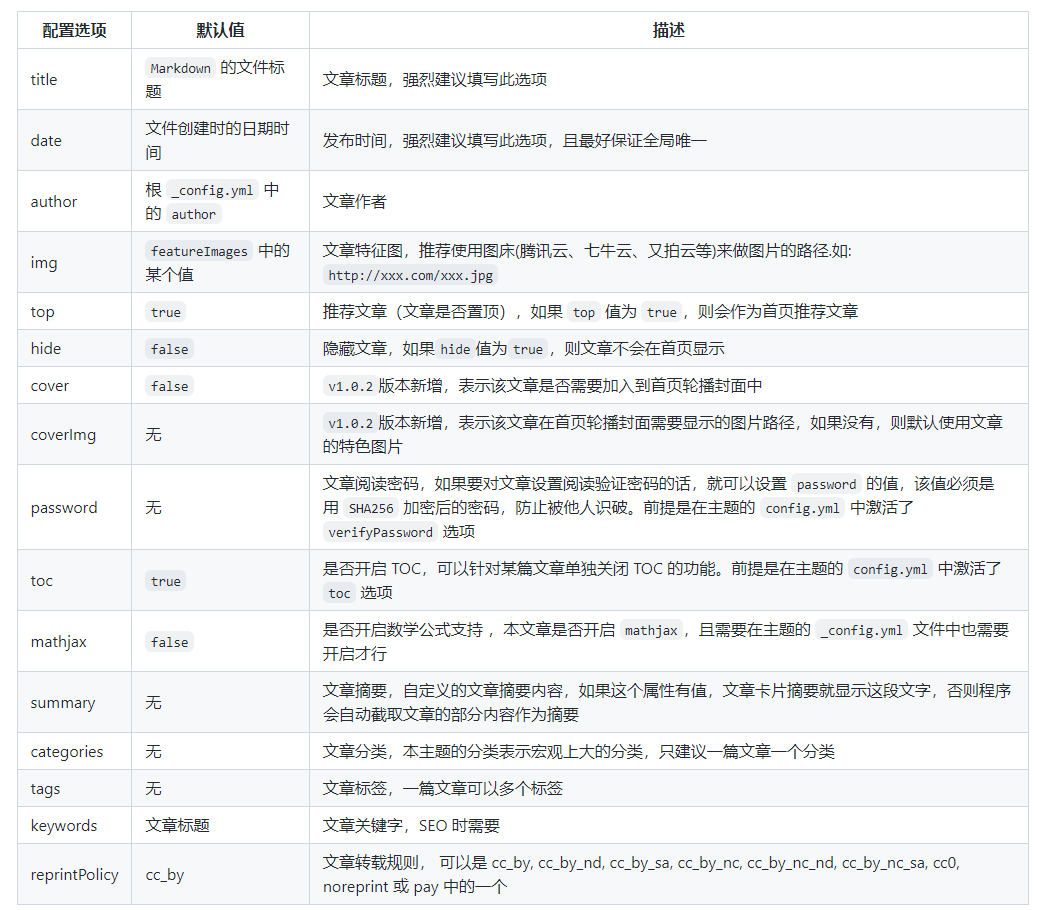 配置选项 默认值 描述
title Markdown 的文件标题 文章标题，强烈建议填写此选项
date 文件创建时的日期时间 发布时间，强烈建议填写此选项，且最好保证全局唯一
author 根 _config.yml 中的 author 文章作者
img featureImages 中的某个值 文章特征图，推荐使用图床(腾讯云、七牛云、又拍云等)来做图片的路径.如: http://xxx.com/xxx.jpg
top true 推荐文章（文章是否置顶），如果 top 值为 true，则会作为首页推荐文章
hide false 隐藏文章，如果hide值为true，则文章不会在首页显示
cover false v1.0.2版本新增，表示该文章是否需要加入到首页轮播封面中
coverImg 无 v1.0.2版本新增，表示该文章在首页轮播封面需要显示的图片路径，如果没有，则默认使用文章的特色图片
password 无 文章阅读密码，如果要对文章设置阅读验证密码的话，就可以设置 password 的值，该值必须是用 SHA256 加密后的密码，防止被他人识破。前提是在主题的 config.yml 中激活了 verifyPassword 选项
toc true 是否开启 TOC，可以针对某篇文章单独关闭 TOC 的功能。前提是在主题的 config.yml 中激活了 toc 选项
mathjax false 是否开启数学公式支持 ，本文章是否开启 mathjax，且需要在主题的 _config.yml 文件中也需要开启才行
summary 无 文章摘要，自定义的文章摘要内容，如果这个属性有值，文章卡片摘要就显示这段文字，否则程序会自动截取文章的部分内容作为摘要
categories 无 文章分类，本主题的分类表示宏观上大的分类，只建议一篇文章一个分类
tags 无 文章标签，一篇文章可以多个标签
keywords 文章标题 文章关键字，SEO 时需要
reprintPolicy cc_by 文章转载规则， 可以是 cc_by, cc_by_nd, cc_by_sa, cc_by_nc, cc_by_nc_nd, cc_by_nc_sa, cc0, noreprint 或 pay 中的一个